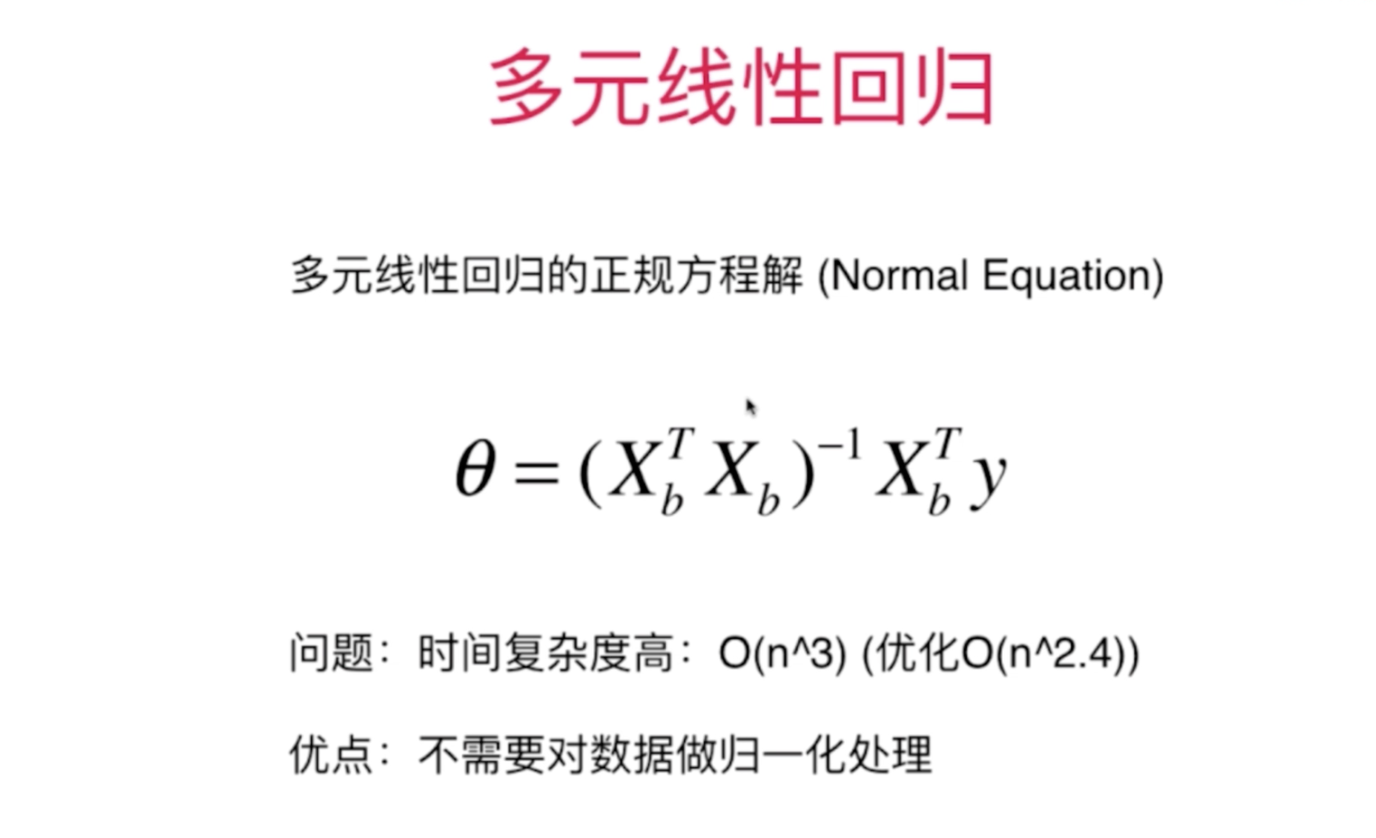 多元线性回归
多元线性回归的正规方程解 (Normal Equation)
θ = (X_b^T X_b)^{-1} X_b^T y
问题：时间复杂度高：O(n^3) (优化O(n^2.4))
优点：不需要对数据做归一化处理